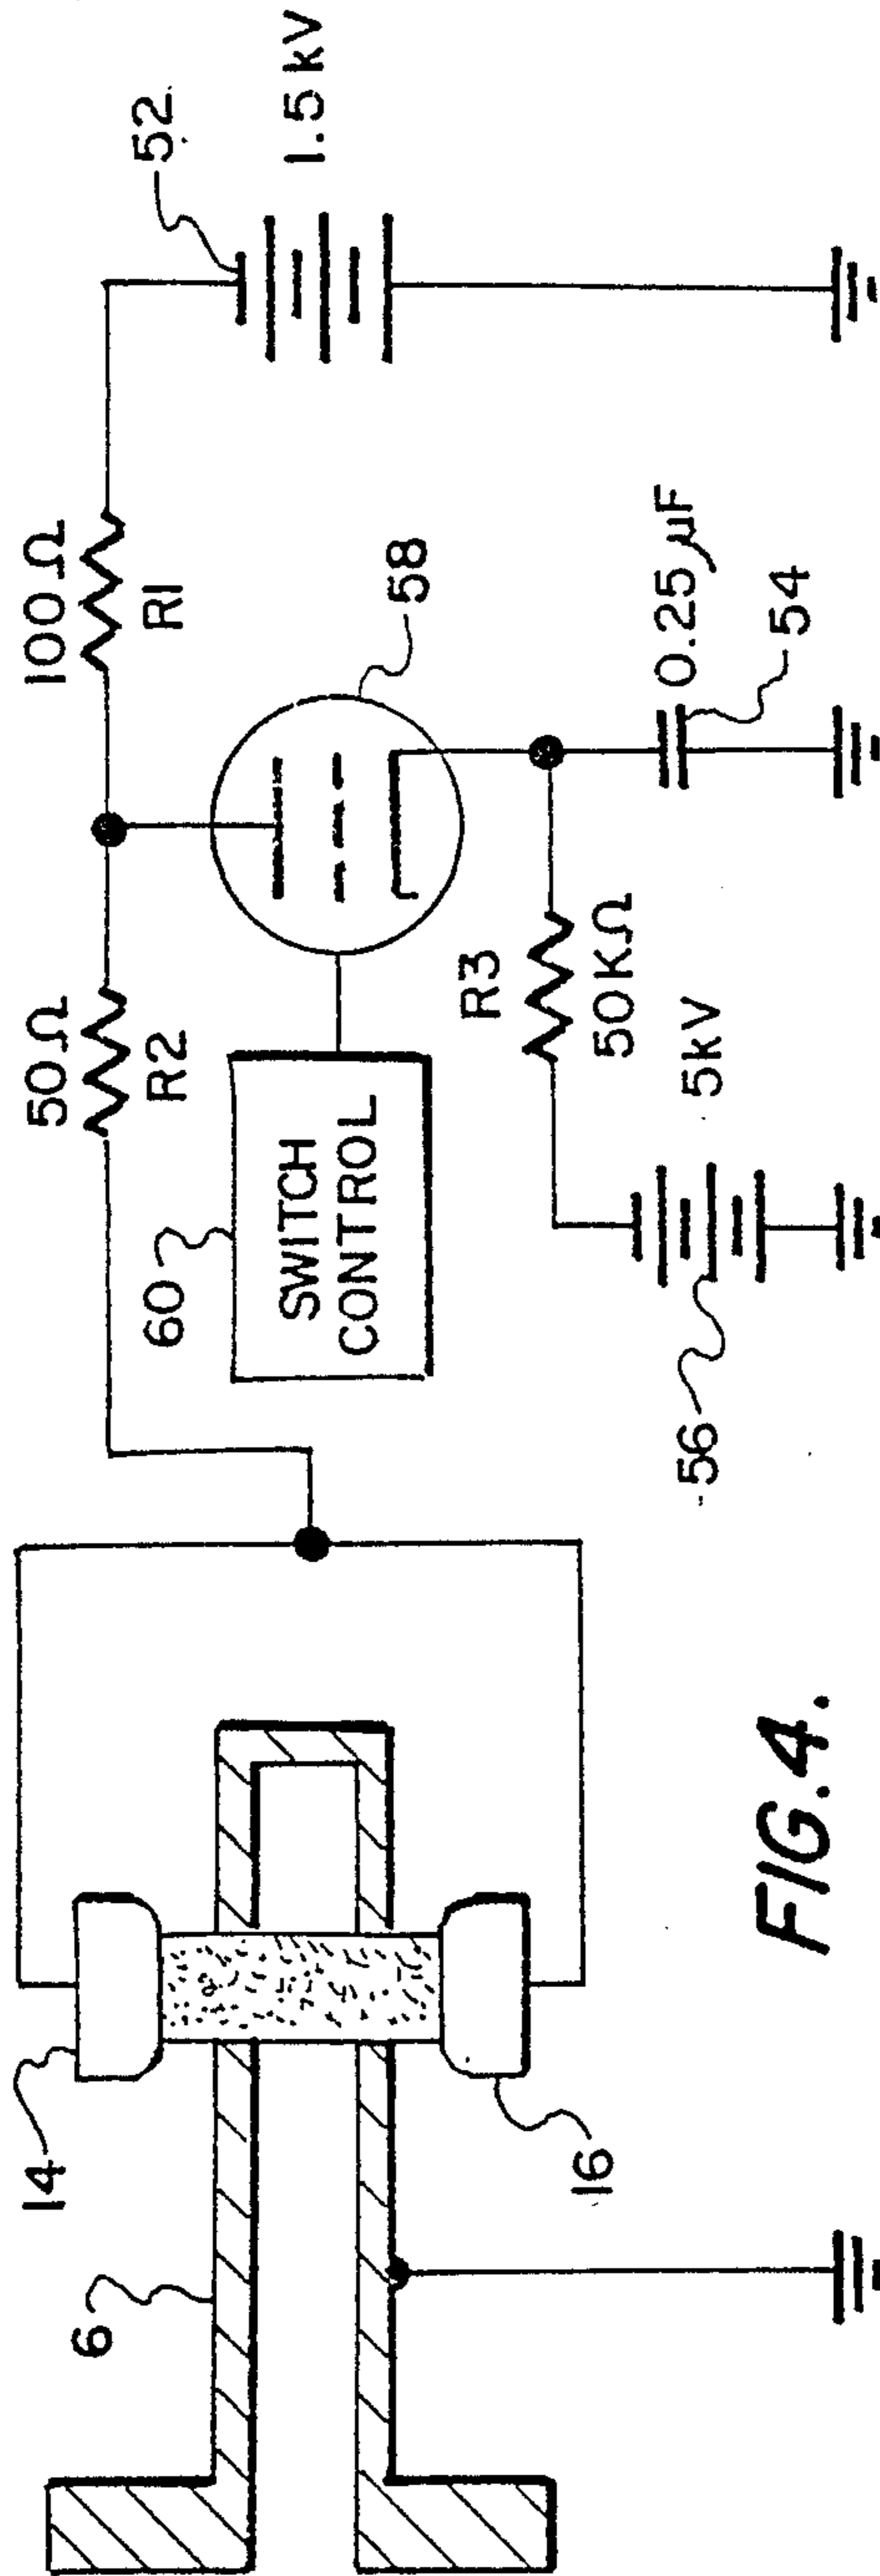 14
6
16
50Ω
R2
100Ω
R1
52
1.5 kV
60
SWITCH
CONTROL
58
R3
50KΩ
5kV
56
0.25 µF
54
FIG. 4.